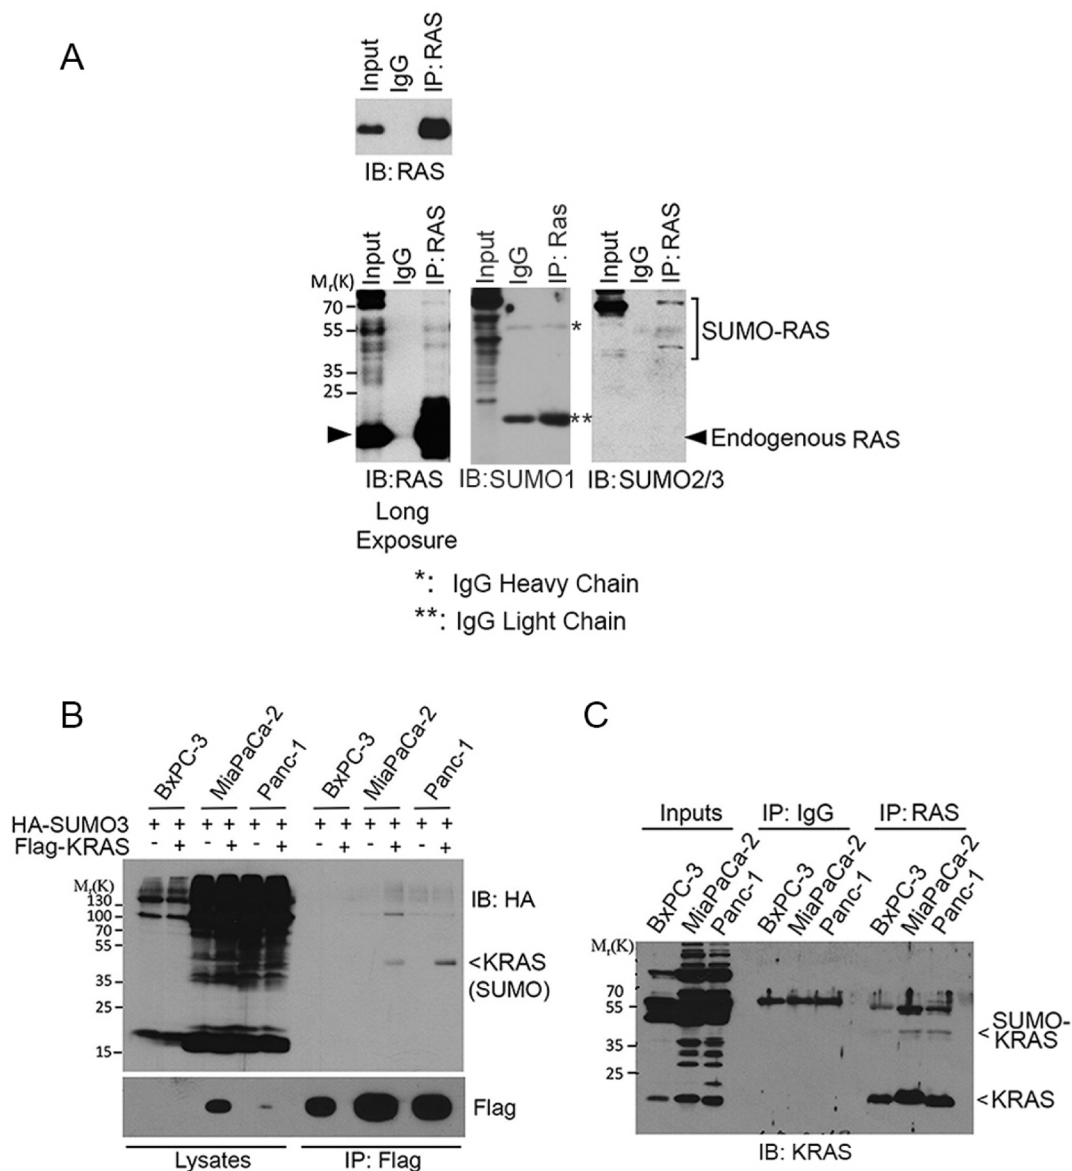 A
Input
IgG
IP: RAS
IB: RAS
Input
IgG
IP: RAS
Input
IgG
IP: Ras
Input
IgG
IP: RAS
Mr(K)
70
55
35
25
*
**
SUMO-RAS
Endogenous RAS
IB:RAS
IB:SUMO1
IB:SUMO2/3
Long
Exposure
*: IgG Heavy Chain
**: IgG Light Chain
B
BxPC-3
MiaPaCa-2
Panc-1
BxPC-3
MiaPaCa-2
Panc-1
HA-SUMO3 + + + + + + + + + + + +
Flag-KRAS - + - + - + - + - + - +
Mr(K)
130
100
70
55
35
25
15
IB: HA
<KRAS
(SUMO)
Flag
Lysates
IP: Flag
C
Inputs
IP: IgG
IP: RAS
BxPC-3
MiaPaCa-2
Panc-1
BxPC-3
MiaPaCa-2
Panc-1
BxPC-3
MiaPaCa-2
Panc-1
Mr(K)
70
55
35
25
< SUMO-
KRAS
<KRAS
IB: KRAS